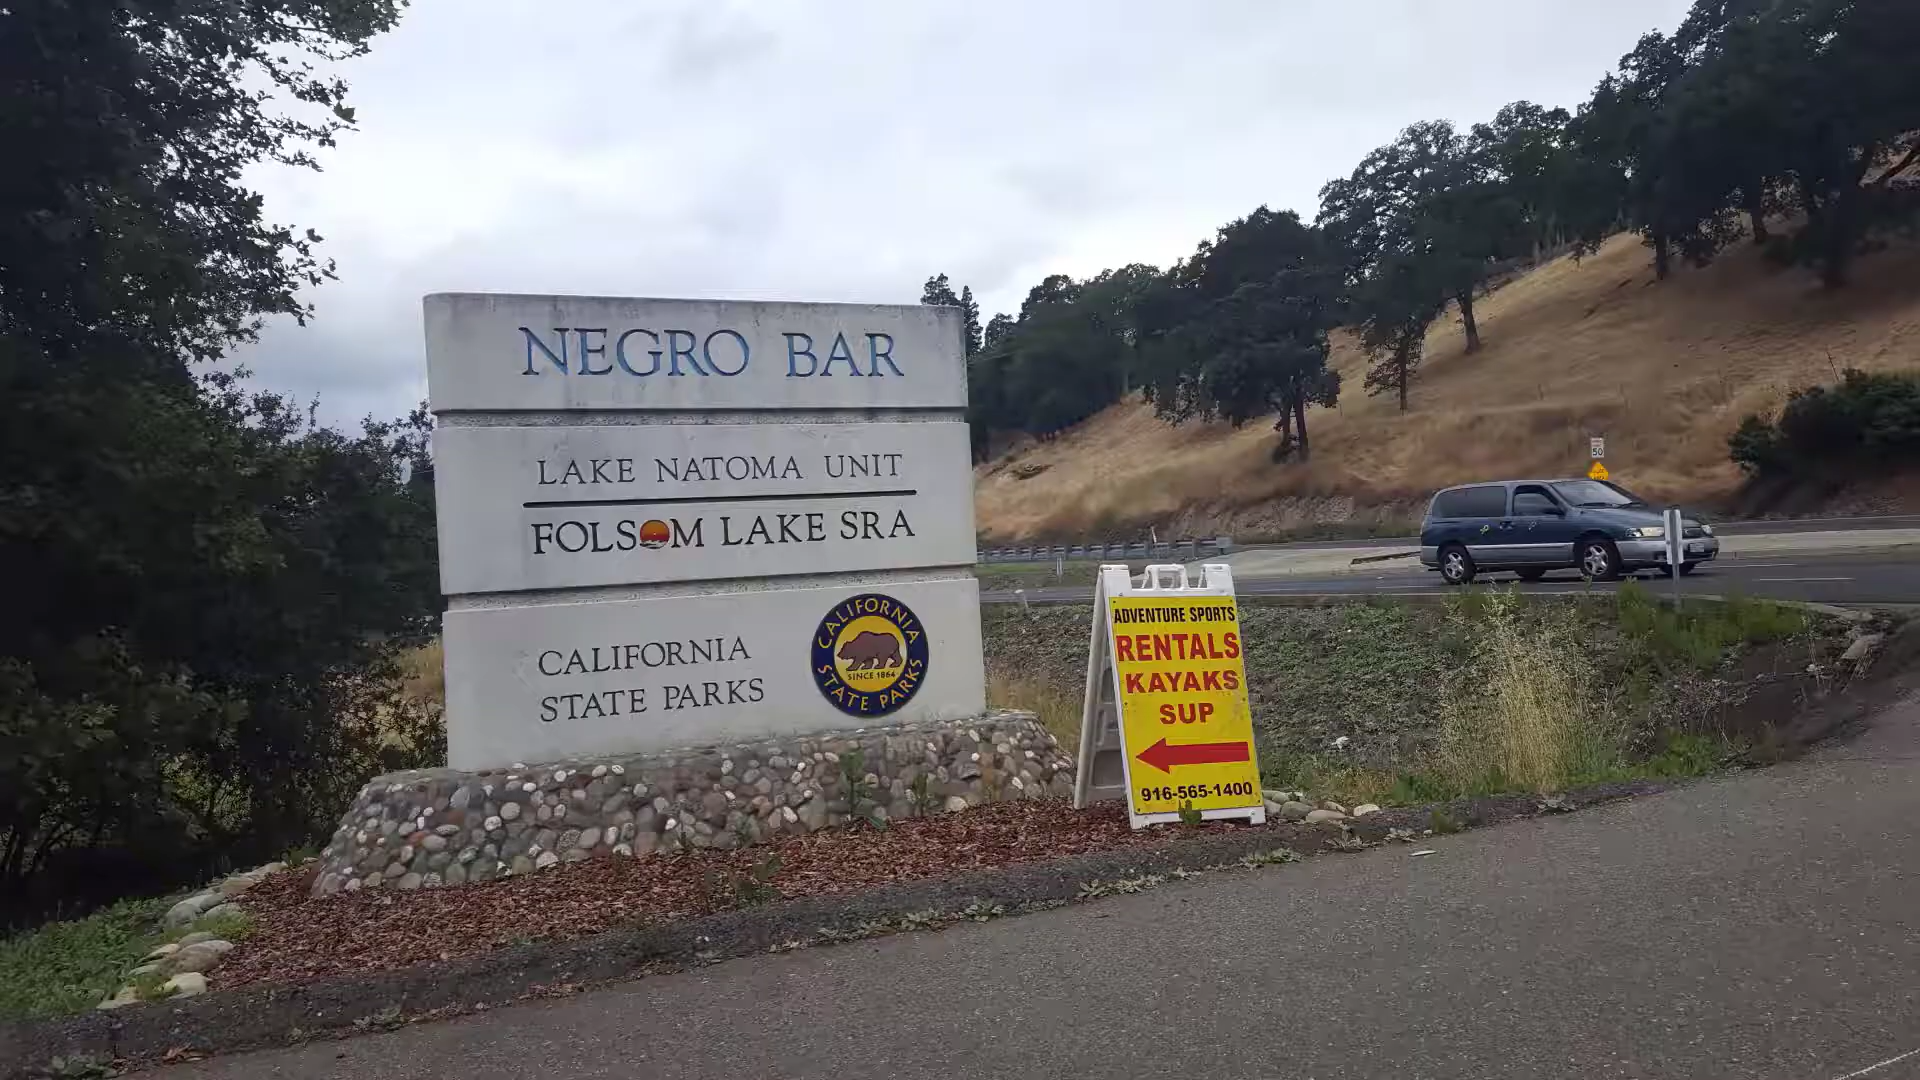 NEGRO BAR
LAKE NATOMA UNIT
FOLSOM LAKE SRA
CALIFORNIA
STATE PARKS
CALIFORNIA
SINCE 1864
STATE PARKS
ADVENTURE SPORTS
RENTALS
KAYAKS
SUP
916-565-1400
50